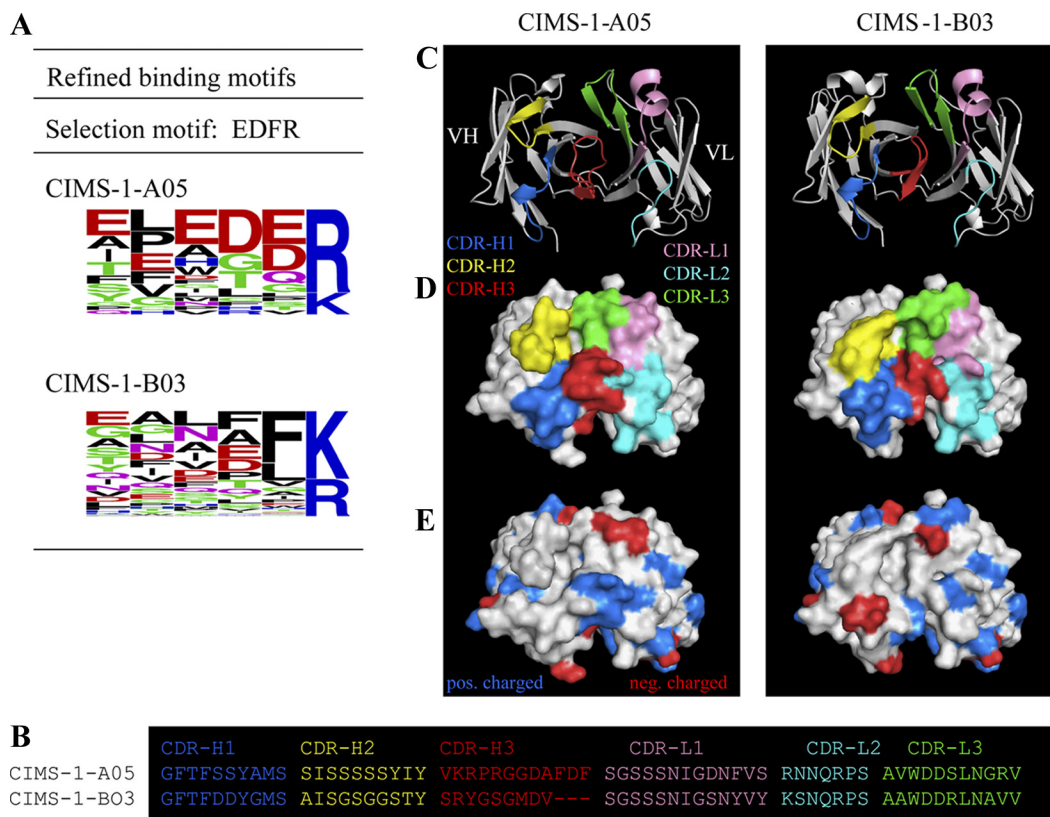 A
Refined binding motifs
Selection motif: EDFR
CIMS-1-A05
CIMS-1-B03
CIMS-1-A05
CIMS-1-B03
C
VH
VL
CDR-H1
CDR-H2
CDR-H3
CDR-L1
CDR-L2
CDR-L3
D
E
pos. charged
neg. charged
B
CDR-H1 CDR-H2 CDR-H3 CDR-L1 CDR-L2 CDR-L3
CIMS-1-A05 GFTFSSYAMS SISSSSSYIY VKRPRGGDAFDF SGSSSNIGDNFVS RNNQRPS AVWDDSLNGRV
CIMS-1-BO3 GFTFDDYGMS AISGSGGSTY SRYGSGMDV--- SGSSSNIGSNYVY KSNQRPS AAWDDRLNAVV